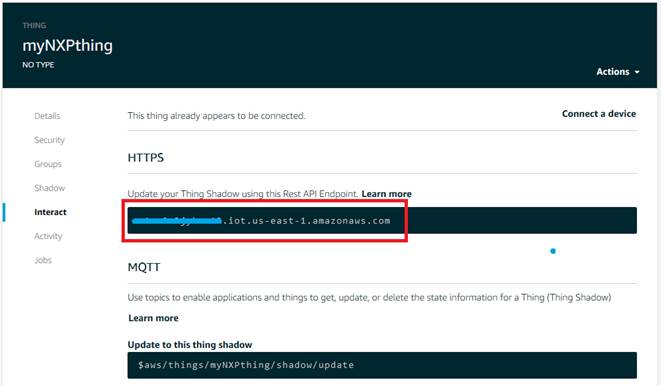 THING
myNXPthing
NO TYPE
Actions
Details
Security
Groups
Shadow
Interact
Activity
Jobs
This thing already appears to be connected.
Connect a device
HTTPS
Update your Thing Shadow using this Rest API Endpoint. Learn more
.iot.us-east-1.amazonaws.com
MQTT
Use topics to enable applications and things to get, update, or delete the state information for a Thing (Thing Shadow)
Learn more
Update to this thing shadow
$aws/things/myNXPthing/shadow/update